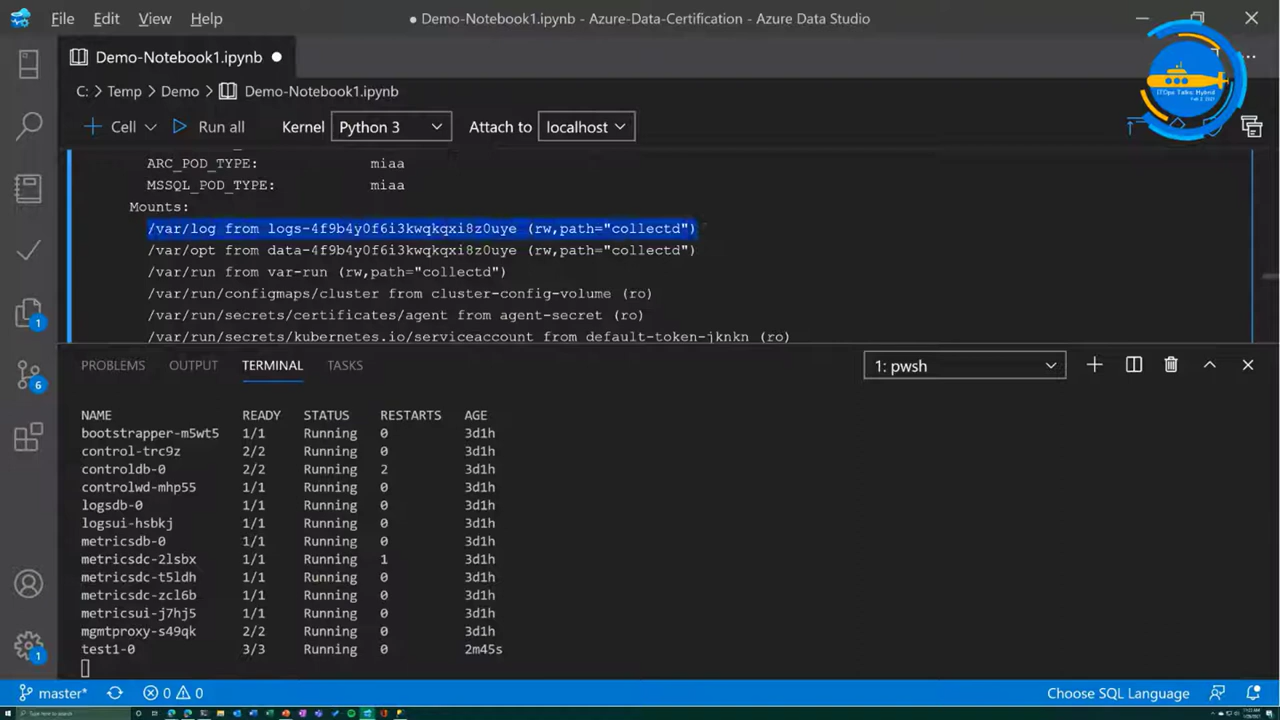 File Edit View Help ● Demo-Notebook1.ipynb - Azure-Data-Certification - Azure Data Studio
Demo-Notebook1.ipynb
ITOps Talks: Hybrid
C: > Temp > Demo > Demo-Notebook1.ipynb
Cell Run all Kernel Python 3 Attach to localhost
ARC_POD_TYPE: miaa
MSSQL_POD_TYPE: miaa
Mounts:
/var/log from logs-4f9b4y0f6i3kwqkqxi8z0uye (rw,path="collectd")
/var/opt from data-4f9b4y0f6i3kwqkqxi8z0uye (rw,path="collectd")
/var/run from var-run (rw,path="collectd")
/var/run/configmaps/cluster from cluster-config-volume (ro)
/var/run/secrets/certificates/agent from agent-secret (ro)
/var/run/secrets/kubernetes.io/serviceaccount from default-token-jknkn (ro)
PROBLEMS OUTPUT TERMINAL TASKS 1: pwsh
NAME READY STATUS RESTARTS AGE
bootstrapper-m5wt5 1/1 Running 0 3d1h
control-trc9z 2/2 Running 0 3d1h
controldb-0 2/2 Running 2 3d1h
controlwd-mhp55 1/1 Running 0 3d1h
logsdb-0 1/1 Running 0 3d1h
logsui-hsbkj 1/1 Running 0 3d1h
metricsdb-0 1/1 Running 0 3d1h
metricsdc-2lsbx 1/1 Running 1 3d1h
metricsdc-t5ldh 1/1 Running 0 3d1h
metricsdc-zcl6b 1/1 Running 0 3d1h
metricsui-j7hj5 1/1 Running 0 3d1h
mgmtproxy-s49qk 2/2 Running 0 3d1h
test1-0 3/3 Running 0 2m45s
1
6
1
master* 0 0 Choose SQL Language
Type here to search